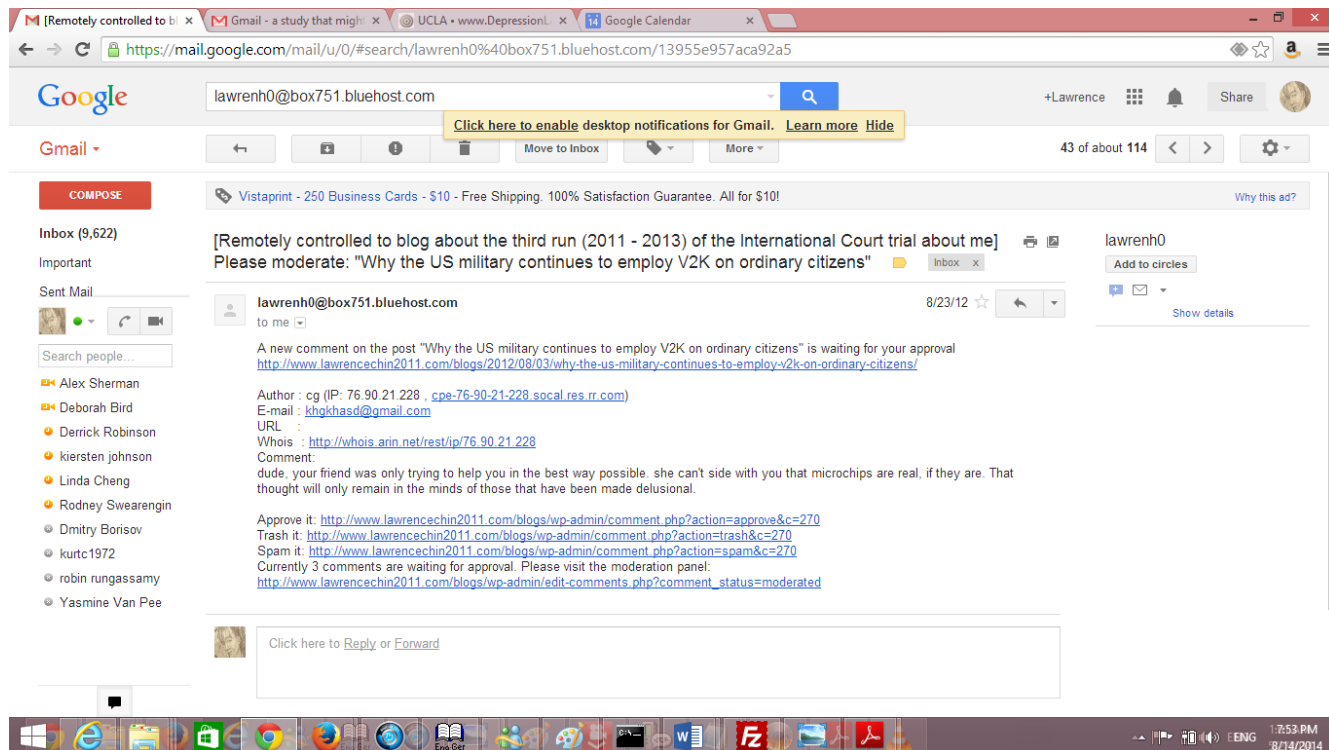 [Remotely controlled to bl
Gmail - a study that migh
UCLA • www.DepressionL
14 Google Calendar
https://mail.google.com/mail/u/0/#search/lawrenh0%40box751.bluehost.com/13955e957aca92a5
Google
lawrenh0@box751.bluehost.com
+Lawrence
Share
Click here to enable desktop notifications for Gmail. Learn more Hide
Gmail
Move to Inbox
More
43 of about 114
COMPOSE
Vistaprint - 250 Business Cards - $10 - Free Shipping. 100% Satisfaction Guarantee. All for $10!
Why this ad?
Inbox (9,622)
Important
Sent Mail
Search people...
Alex Sherman
Deborah Bird
Derrick Robinson
kiersten johnson
Linda Cheng
Rodney Swearengin
Dmitry Borisov
kurtc1972
robin rungassamy
Yasmine Van Pee
[Remotely controlled to blog about the third run (2011 - 2013) of the International Court trial about me]
Please moderate: "Why the US military continues to employ V2K on ordinary citizens"
Inbox x
lawrenh0
Add to circles
Show details
lawrenh0@box751.bluehost.com
8/23/12
to me
A new comment on the post "Why the US military continues to employ V2K on ordinary citizens" is waiting for your approval
http://www.lawrencechin2011.com/blogs/2012/08/03/why-the-us-military-continues-to-employ-v2k-on-ordinary-citizens/
Author : cg (IP: 76.90.21.228 , cpe-76-90-21-228.socal.res.rr.com)
E-mail : khgkhasd@gmail.com
URL :
Whois : http://whois.arin.net/rest/ip/76.90.21.228
Comment:
dude, your friend was only trying to help you in the best way possible. she can't side with you that microchips are real, if they are. That
thought will only remain in the minds of those that have been made delusional.
Approve it: http://www.lawrencechin2011.com/blogs/wp-admin/comment.php?action=approve&c=270
Trash it: http://www.lawrencechin2011.com/blogs/wp-admin/comment.php?action=trash&c=270
Spam it: http://www.lawrencechin2011.com/blogs/wp-admin/comment.php?action=spam&c=270
Currently 3 comments are waiting for approval. Please visit the moderation panel:
http://www.lawrencechin2011.com/blogs/wp-admin/edit-comments.php?comment_status=moderated
Click here to Reply or Forward
ENG
7:53 PM
8/14/2014